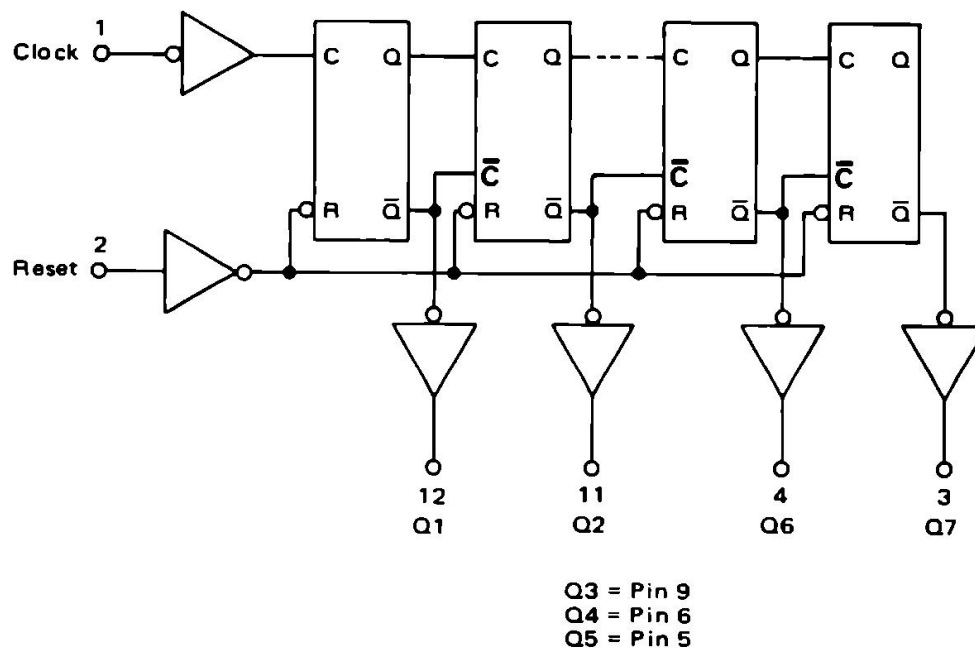 1
Clock
C Q
C̅
R Q̅
C Q
C̅
R Q̅
C Q
C̅
R Q̅
C Q
C̅
R Q̅
2
Reset
12
Q1
11
Q2
4
Q6
3
Q7
Q3 = Pin 9
Q4 = Pin 6
Q5 = Pin 5